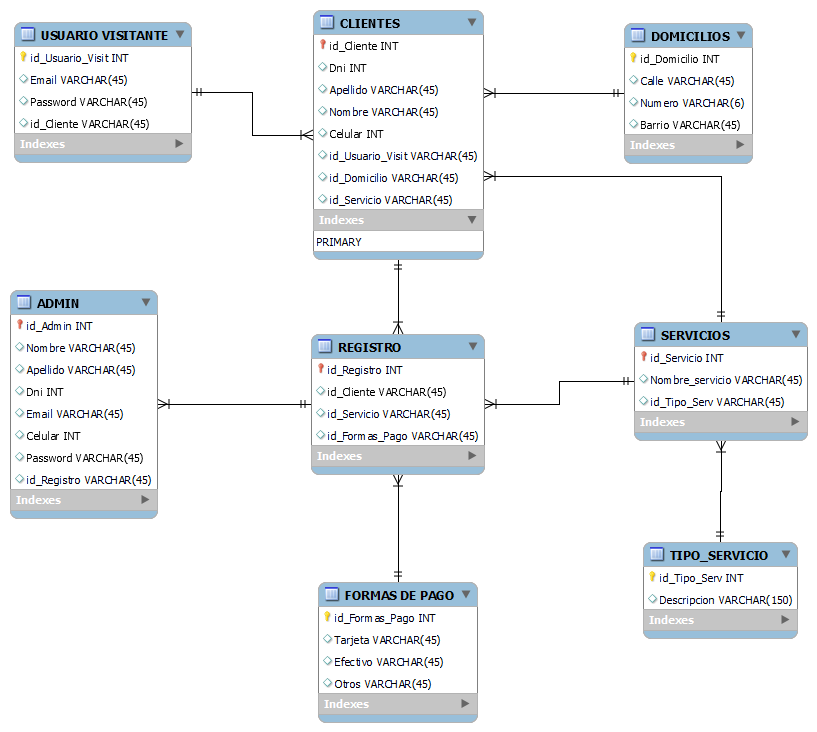 USUARIO VISITANTE
id_Usuario_Visit INT
Email VARCHAR(45)
Password VARCHAR(45)
id_Cliente VARCHAR(45)
Indexes
CLIENTES
id_Cliente INT
Dni INT
Apellido VARCHAR(45)
Nombre VARCHAR(45)
Celular INT
id_Usuario_Visit VARCHAR(45)
id_Domicilio VARCHAR(45)
id_Servicio VARCHAR(45)
Indexes
PRIMARY
DOMICILIOS
id_Domicilio INT
Calle VARCHAR(45)
Numero VARCHAR(6)
Barrio VARCHAR(45)
Indexes
ADMIN
id_Admin INT
Nombre VARCHAR(45)
Apellido VARCHAR(45)
Dni INT
Email VARCHAR(45)
Celular INT
Password VARCHAR(45)
id_Registro VARCHAR(45)
Indexes
REGISTRO
id_Registro INT
id_Cliente VARCHAR(45)
id_Servicio VARCHAR(45)
id_Formas_Pago VARCHAR(45)
Indexes
SERVICIOS
id_Servicio INT
Nombre_servicio VARCHAR(45)
id_Tipo_Serv VARCHAR(45)
Indexes
FORMAS DE PAGO
id_Formas_Pago INT
Tarjeta VARCHAR(45)
Efectivo VARCHAR(45)
Otros VARCHAR(45)
Indexes
TIPO_SERVICIO
id_Tipo_Serv INT
Descripcion VARCHAR(150)
Indexes